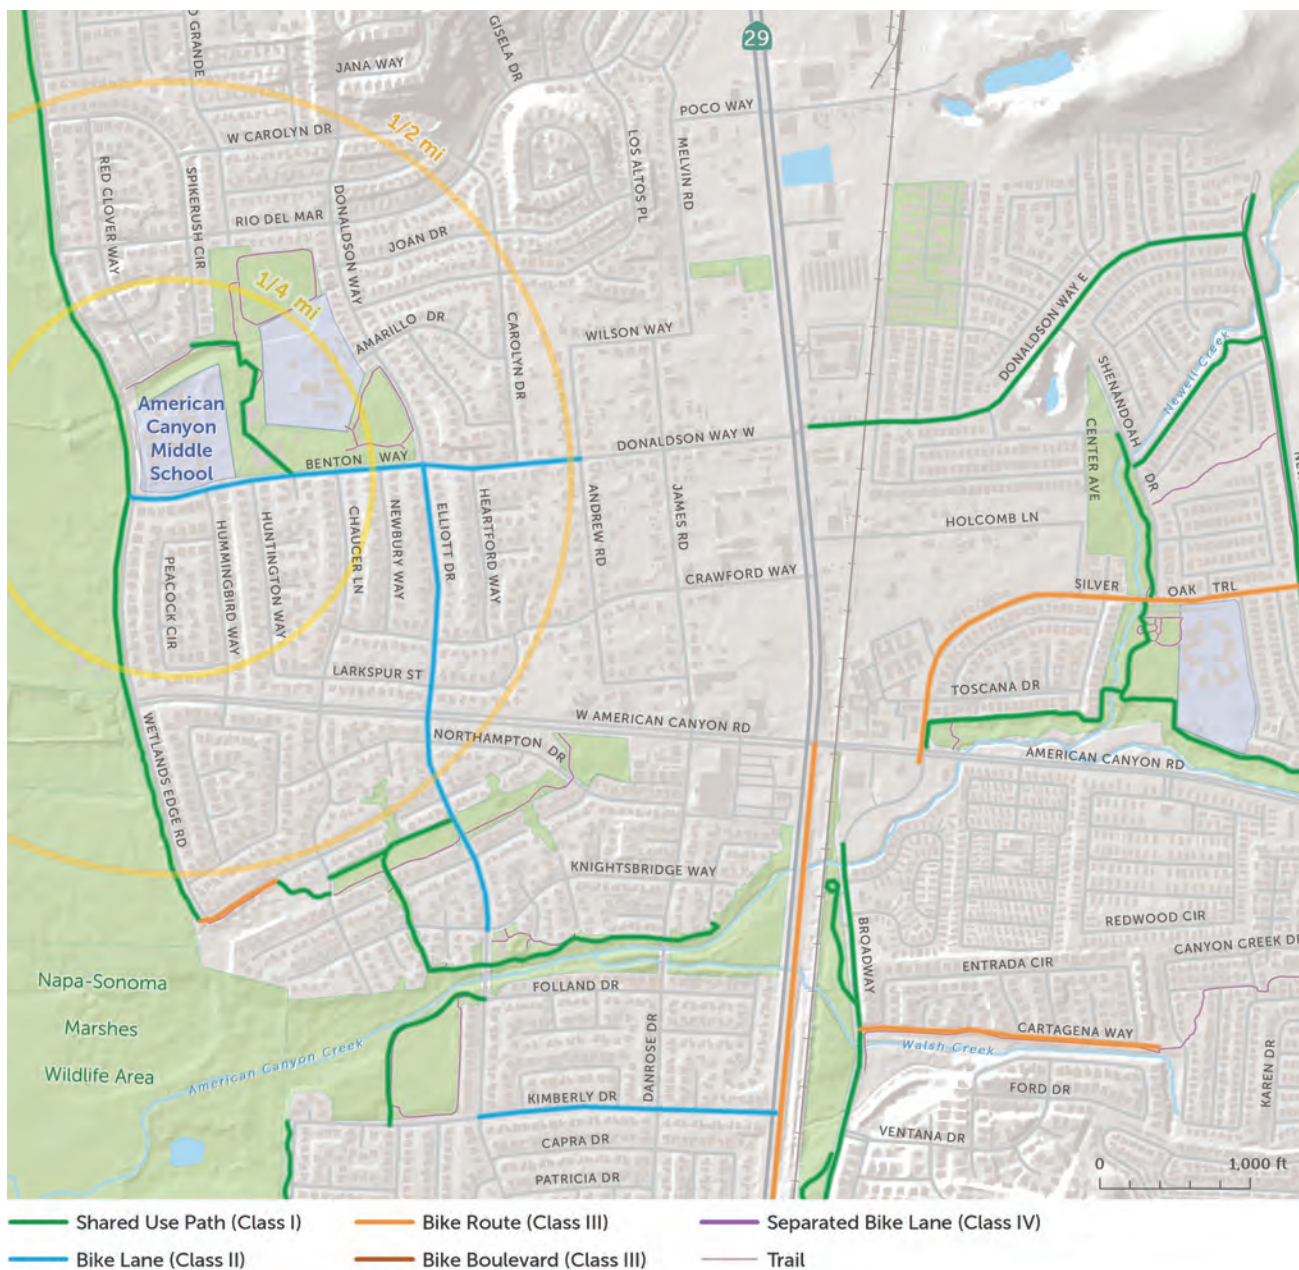 O GRANDE
GISELA DR
29
JANA WAY
POCO WAY
1/2 mi
W CAROLYN DR
LOS ALTOS PL
MELVIN RD
RED CLOVER WAY
SPIKERUSH CIR
DONALDSON WAY
RIO DEL MAR
JOAN DR
1/4 mi
AMARILLO DR
CAROLYN DR
WILSON WAY
DONALDSON WAY E
SHENANDOAH DR
Newell Creek
American
Canyon
Middle
School
BENTON WAY
DONALDSON WAY W
CENTER AVE
NEW
PEACOCK CIR
HUMMINGBIRD WAY
HUNTINGTON WAY
CHAUCER LN
NEWBURY WAY
ELLIOTT DR
HEARTFORD WAY
ANDREW RD
JAMES RD
HOLCOMB LN
CRAWFORD WAY
SILVER OAK TRL
LARKSPUR ST
TOSCANA DR
WETLANDS EDGE RD
W AMERICAN CANYON RD
NORTHAMPTON DR
AMERICAN CANYON RD
KNIGHTSBRIDGE WAY
REDWOOD CIR
BROADWAY
CANYON CREEK DR
ENTRADA CIR
Napa-Sonoma
Marshes
Wildlife Area
FOLLAND DR
DANROSE DR
CARTAGENA WAY
Walsh Creek
American Canyon Creek
KAREN DR
FORD DR
KIMBERLY DR
CAPRA DR
VENTANA DR
PATRICIA DR
0 1,000 ft
Shared Use Path (Class I) Bike Route (Class III) Separated Bike Lane (Class IV)
Bike Lane (Class II) Bike Boulevard (Class III) Trail